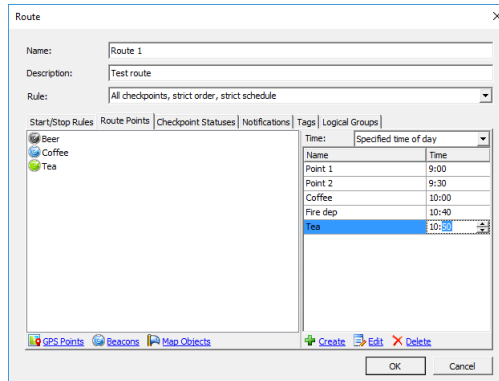 Route
Name: Route 1
Description: Test route
Rule: All checkpoints, strict order, strict schedule
Start/Stop Rules Route Points Checkpoint Statuses Notifications Tags Logical Groups
Beer
Coffee
Tea
Time: Specified time of day
Name Time
Point 1 9:00
Point 2 9:30
Coffee 10:00
Fire dep 10:40
Tea 10:50
GPS Points Beacons Map Objects
Create Edit Delete
OK Cancel